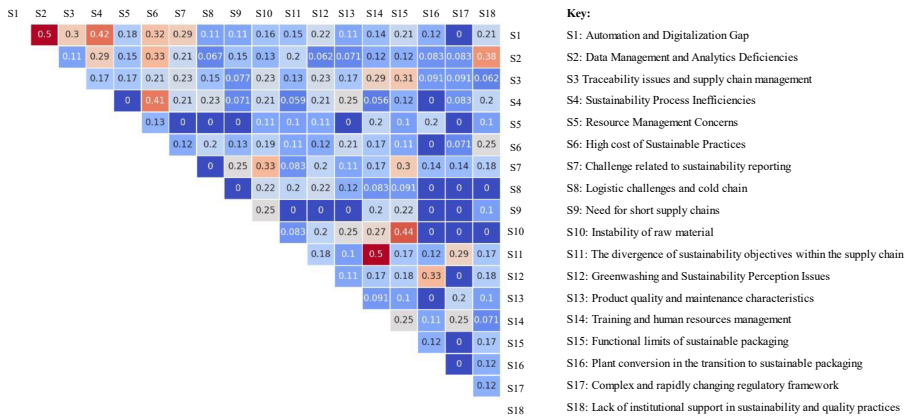 S1 S2 S3 S4 S5 S6 S7 S8 S9 S10 S11 S12 S13 S14 S15 S16 S17 S18
0.5 0.3 0.42 0.18 0.32 0.29 0.11 0.11 0.16 0.15 0.22 0.11 0.14 0.21 0.12 0 0.21 S1
0.11 0.29 0.15 0.33 0.21 0.067 0.15 0.13 0.2 0.062 0.071 0.12 0.12 0.083 0.083 0.38 S2
0.17 0.17 0.21 0.23 0.15 0.077 0.23 0.13 0.23 0.17 0.29 0.31 0.091 0.091 0.062 S3
0 0.41 0.21 0.23 0.071 0.21 0.059 0.21 0.25 0.056 0.12 0 0.083 0.2 S4
0.13 0 0 0 0.11 0.1 0.11 0 0.2 0.1 0.2 0 0.1 S5
0.12 0.2 0.13 0.19 0.11 0.12 0.21 0.17 0.11 0 0.071 0.25 S6
0 0.25 0.33 0.083 0.2 0.11 0.17 0.3 0.14 0.14 0.18 S7
0 0.22 0.2 0.22 0.12 0.083 0.091 0 0 0 S8
0.25 0 0 0 0.2 0.22 0 0 0.1 S9
0.083 0.2 0.25 0.27 0.44 0 0 0 S10
0.18 0.1 0.5 0.17 0.12 0.29 0.17 S11
0.11 0.17 0.18 0.33 0 0.18 S12
0.091 0.1 0 0.2 0.1 S13
0.25 0.11 0.25 0.071 S14
0.12 0 0.17 S15
0 0.12 S16
0.12 S17
S18
Key:
S1: Automation and Digitalization Gap
S2: Data Management and Analytics Deficiencies
S3 Traceability issues and supply chain management
S4: Sustainability Process Inefficiencies
S5: Resource Management Concerns
S6: High cost of Sustainable Practices
S7: Challenge related to sustainability reporting
S8: Logistic challenges and cold chain
S9: Need for short supply chains
S10: Instability of raw material
S11: The divergence of sustainability objectives within the supply chain
S12: Greenwashing and Sustainability Perception Issues
S13: Product quality and maintenance characteristics
S14: Training and human resources management
S15: Functional limits of sustainable packaging
S16: Plant conversion in the transition to sustainable packaging
S17: Complex and rapidly changing regulatory framework
S18: Lack of institutional support in sustainability and quality practices